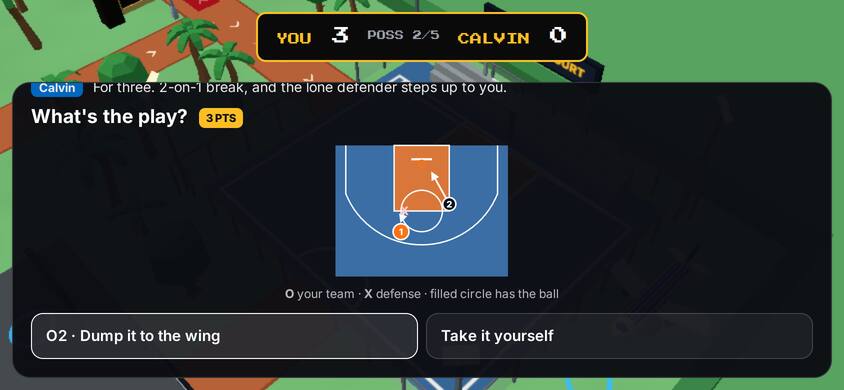 YOU 3 POSS 2/5 CALVIN 0
COURT
Calvin For three. 2-on-1 break, and the lone defender steps up to you.
What's the play? 3 PTS
2
X
1
O your team · X defense · filled circle has the ball
O2 · Dump it to the wing
Take it yourself